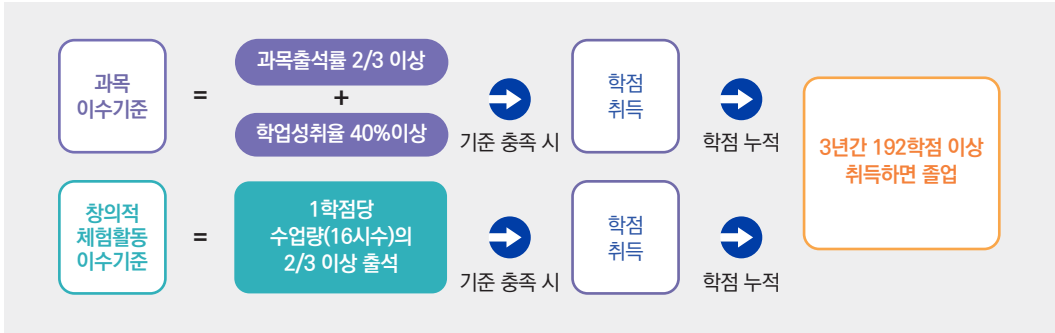 과목
이수기준
=
과목출석률 2/3 이상
+
학업성취율 40%이상
기준 충족 시
학점
취득
학점 누적
창의적
체험활동
이수기준
=
1학점당
수업량(16시수)의
2/3 이상 출석
기준 충족 시
학점
취득
학점 누적
3년간 192학점 이상
취득하면 졸업